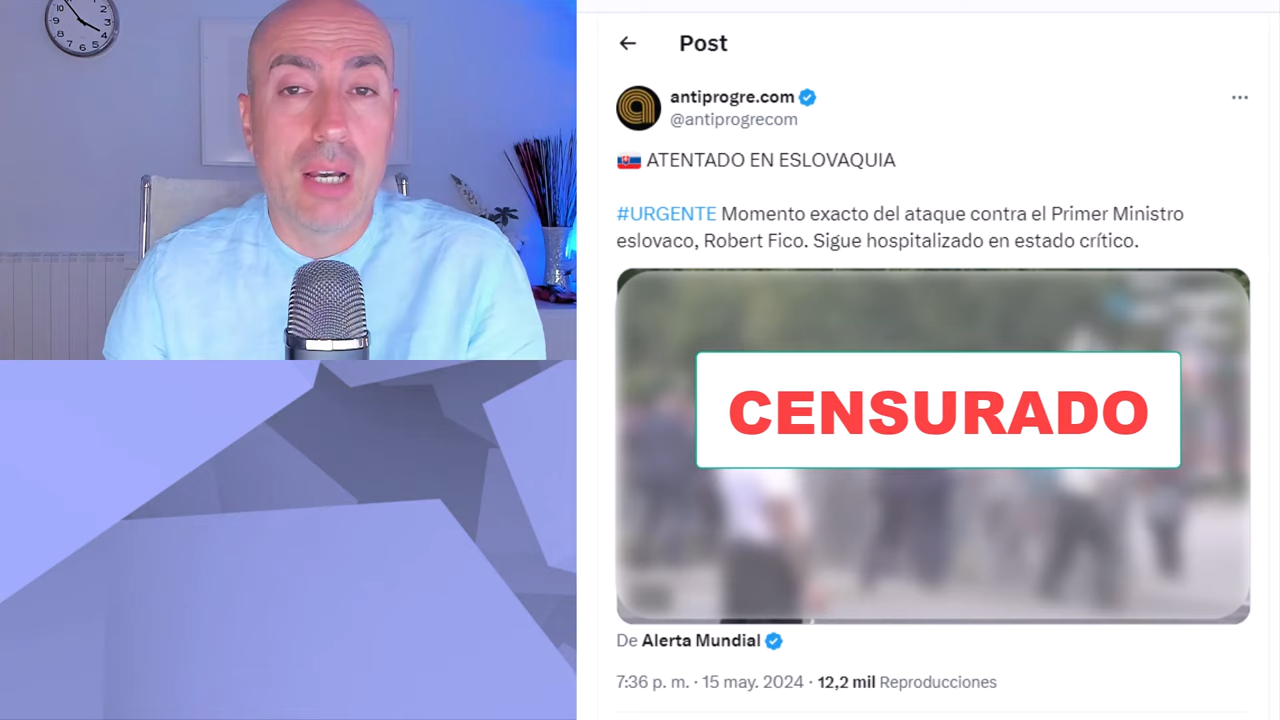 Post
antiprogre.com
@antiprogrecom
ATENTADO EN ESLOVAQUIA
#URGENTE Momento exacto del ataque contra el Primer Ministro
eslovaco, Robert Fico. Sigue hospitalizado en estado crítico.
CENSURADO
De Alerta Mundial
7:36 p. m. · 15 may. 2024 · 12,2 mil Reproducciones